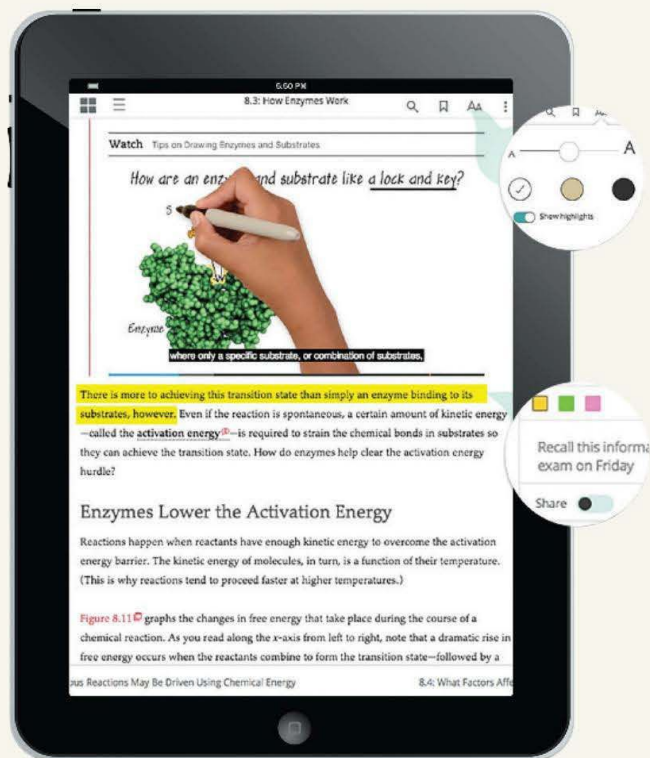 6:50 PM
8.3: How Enzymes Work
AA
Watch Tips on Drawing Enzymes and Substrates
How are an enz and substrate like a lock and key?
S
Enzyme
where only a specific substrate, or combination of substrates,
There is more to achieving this transition state than simply an enzyme binding to its
substrates, however. Even if the reaction is spontaneous, a certain amount of kinetic energy
—called the activation energy—is required to strain the chemical bonds in substrates so
they can achieve the transition state. How do enzymes help clear the activation energy
hurdle?
Enzymes Lower the Activation Energy
Reactions happen when reactants have enough kinetic energy to overcome the activation
energy barrier. The kinetic energy of molecules, in turn, is a function of their temperature.
(This is why reactions tend to proceed faster at higher temperatures.)
Figure 8.11 graphs the changes in free energy that take place during the course of a
chemical reaction. As you read along the x-axis from left to right, note that a dramatic rise in
free energy occurs when the reactants combine to form the transition state—followed by a
ous Reactions May Be Driven Using Chemical Energy
8.4: What Factors Affe
A A
Show highlights
Recall this informa
exam on Friday
Share